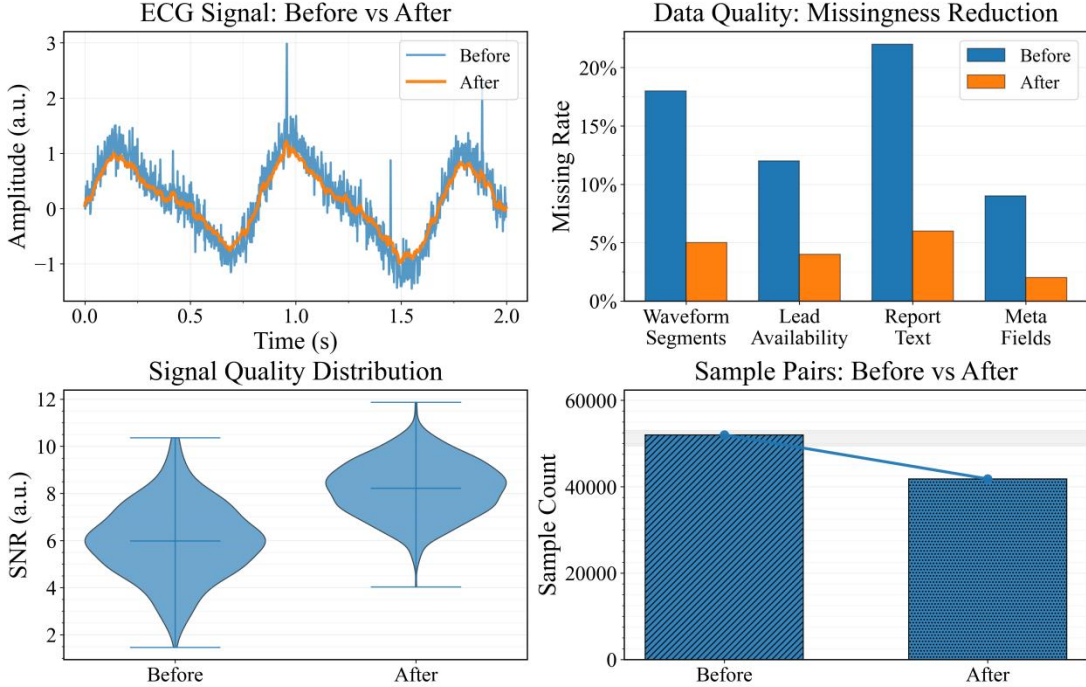 ECG Signal: Before vs After
3
2
1
0
−1
Amplitude (a.u.)
Before
After
0.0
0.5
1.0
1.5
2.0
Time (s)
Data Quality: Missingness Reduction
20%
15%
10%
5%
0%
Missing Rate
Before
After
Waveform
Segments
Lead
Availability
Report
Text
Meta
Fields
Signal Quality Distribution
12
10
8
6
4
2
SNR (a.u.)
Before
After
Sample Pairs: Before vs After
60000
40000
20000
0
Sample Count
Before
After